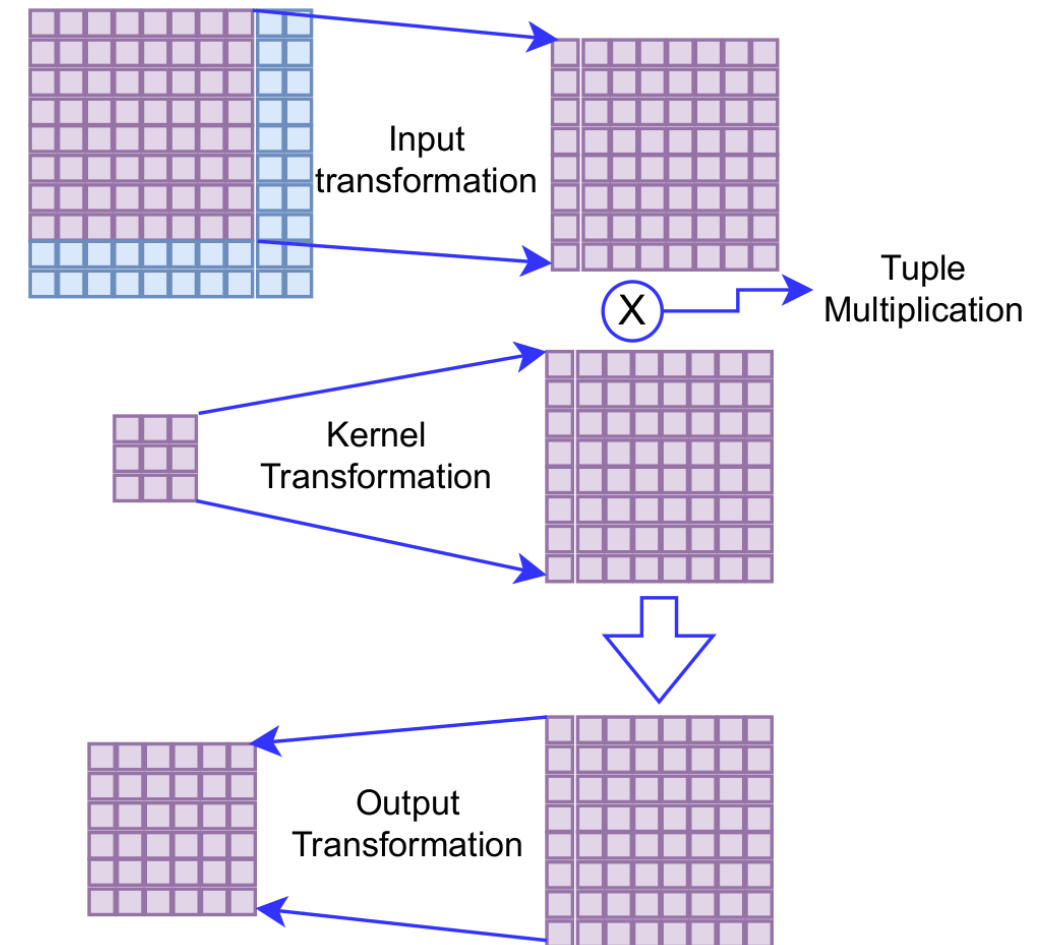 Input
transformation
Tuple
Multiplication
X
Kernel
Transformation
Output
Transformation